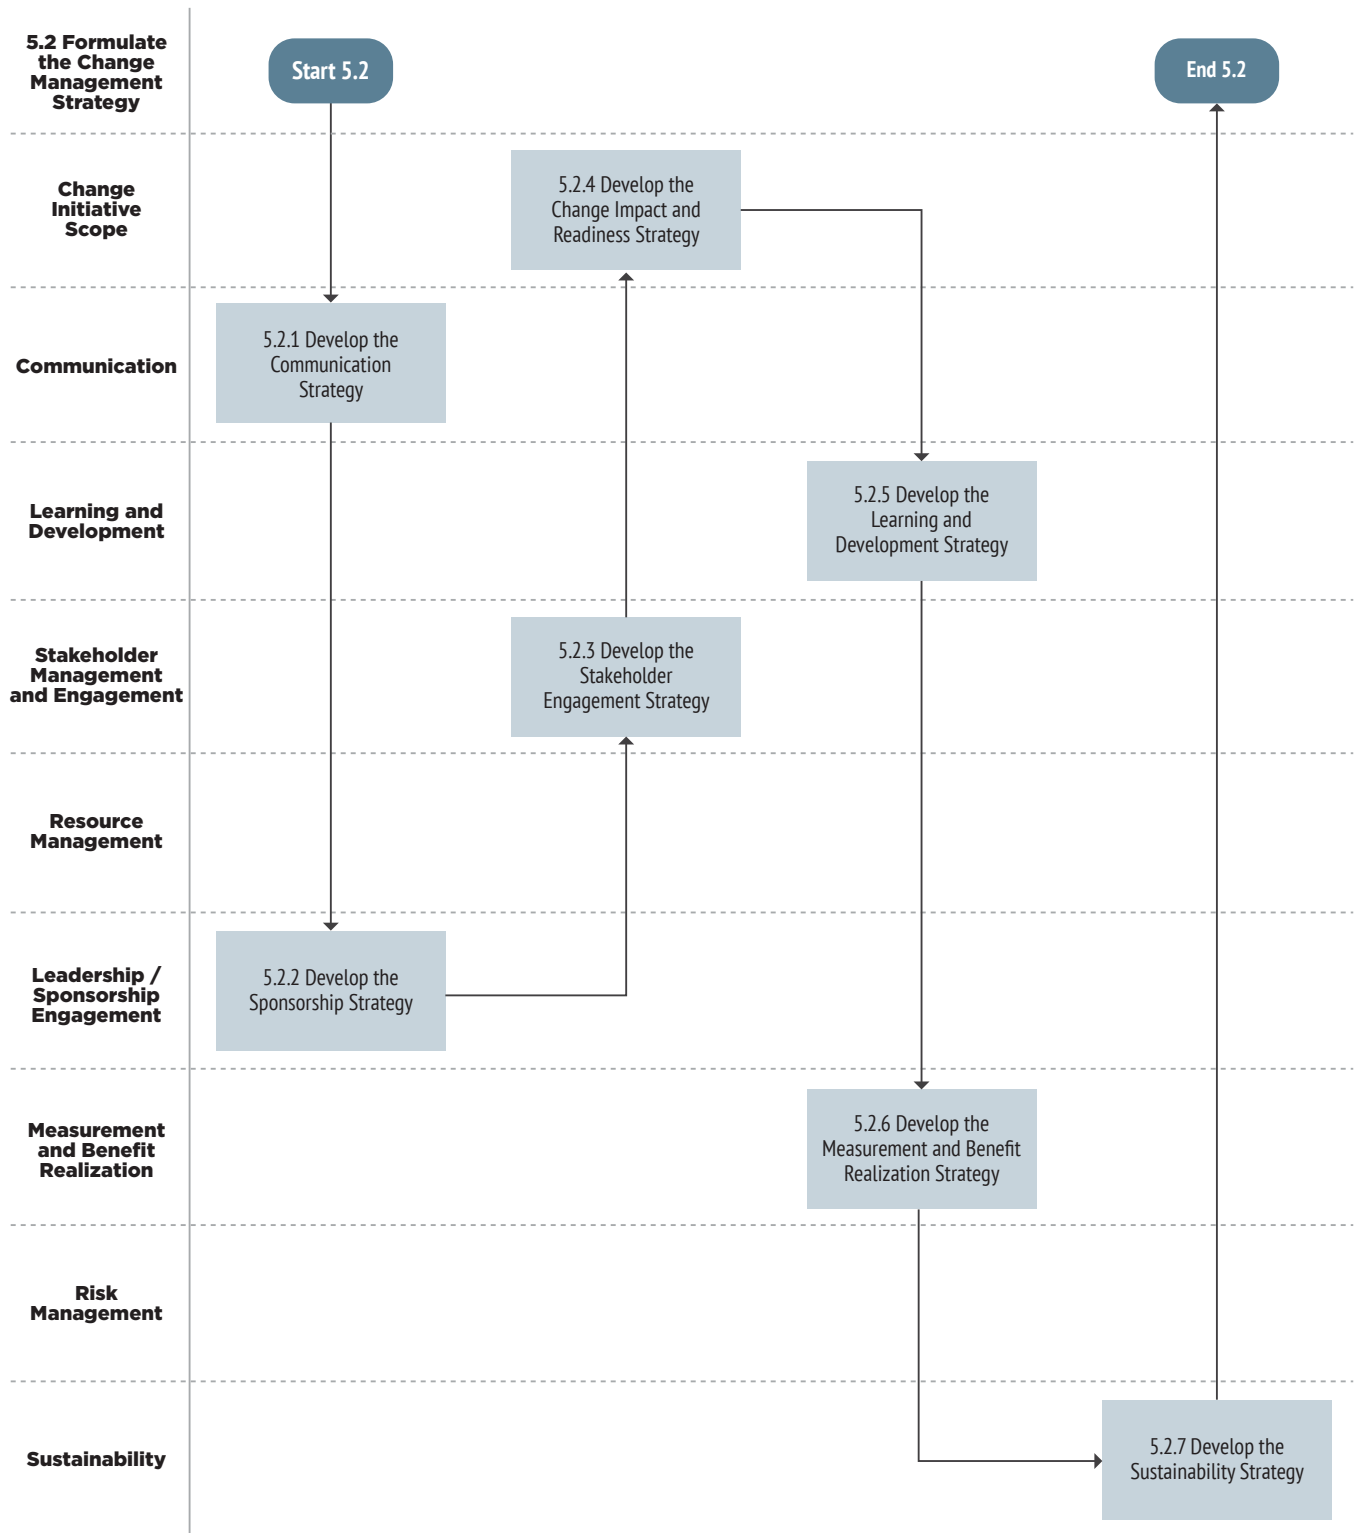 5.2 Formulate
the Change
Management
Strategy
Start 5.2
End 5.2
Change
Initiative
Scope
5.2.4 Develop the
Change Impact and
Readiness Strategy
Communication
5.2.1 Develop the
Communication
Strategy
Learning and
Development
5.2.5 Develop the
Learning and
Development Strategy
Stakeholder
Management
and Engagement
5.2.3 Develop the
Stakeholder
Engagement Strategy
Resource
Management
Leadership /
Sponsorship
Engagement
5.2.2 Develop the
Sponsorship Strategy
Measurement
and Benefit
Realization
5.2.6 Develop the
Measurement and Benefit
Realization Strategy
Risk
Management
Sustainability
5.2.7 Develop the
Sustainability Strategy